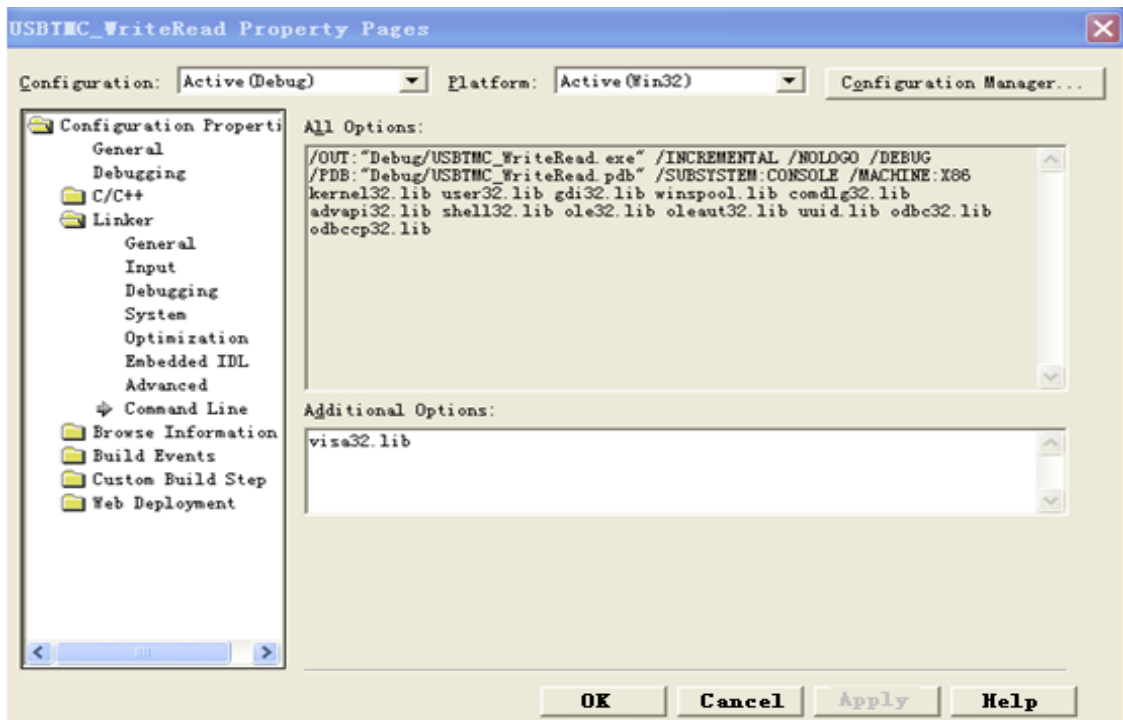 USBTMC_WriteRead Property Pages
Configuration: Active(Debug) Platform: Active(Win32) Configuration Manager...
Configuration Properti
General
Debugging
C/C++
Linker
General
Input
Debugging
System
Optimization
Embedded IDL
Advanced
Command Line
Browse Information
Build Events
Custom Build Step
Web Deployment
All Options:
/OUT:"Debug/USBTMC_WriteRead.exe" /INCREMENTAL /NOLOGO /DEBUG
/PDB:"Debug/USBTMC_WriteRead.pdb" /SUBSYSTEM:CONSOLE /MACHINE:X86
kernel32.lib user32.lib gdi32.lib winspool.lib comdlg32.lib
advapi32.lib shell32.lib ole32.lib oleaut32.lib uuid.lib odbc32.lib
odbccp32.lib
Additional Options:
visa32.lib
OK Cancel Apply Help